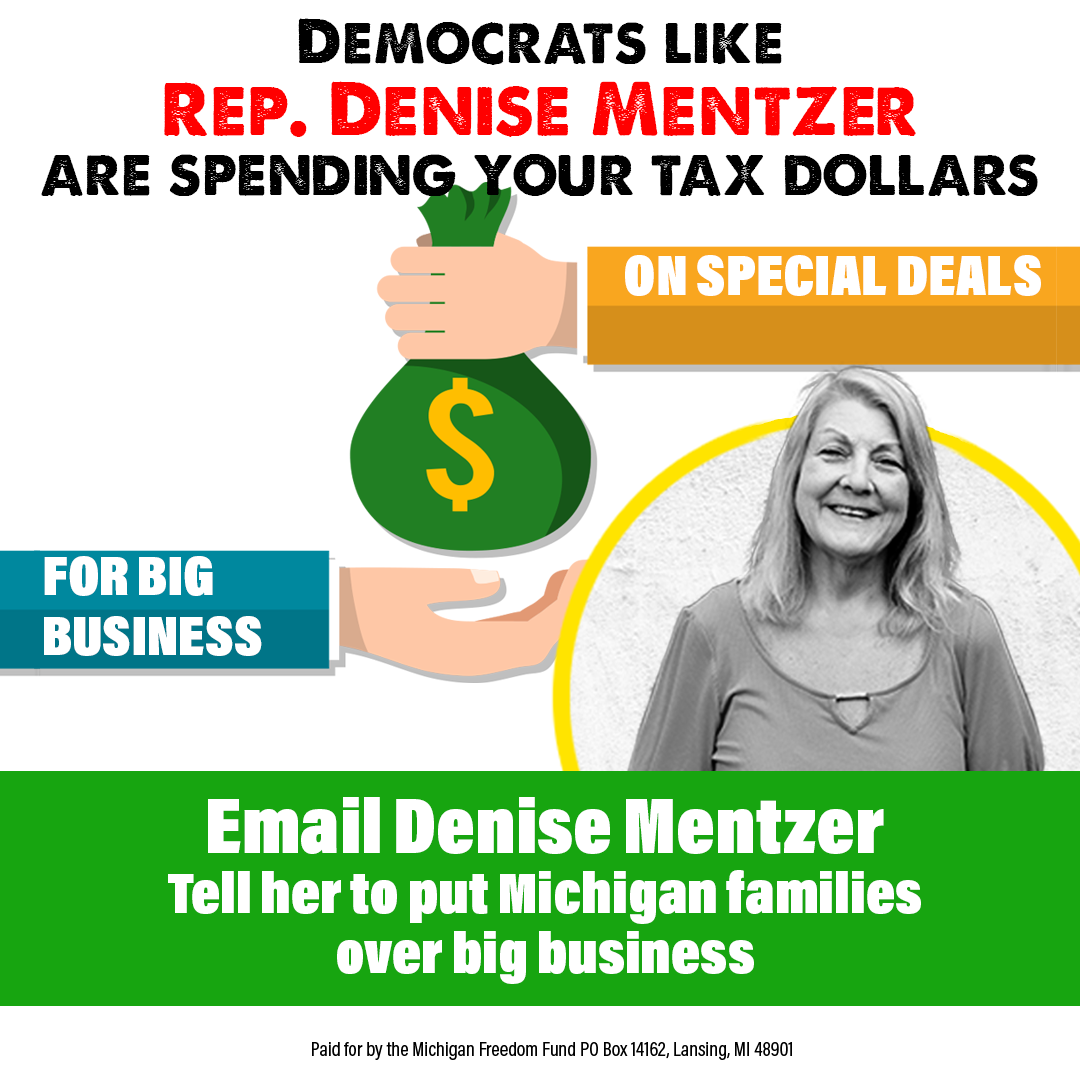 DEMOCRATS LIKE
REP. DENISE MENTZER
ARE SPENDING YOUR TAX DOLLARS
ON SPECIAL DEALS
$
FOR BIG
BUSINESS
Email Denise Mentzer
Tell her to put Michigan families
over big business
Paid for by the Michigan Freedom Fund PO Box 14162, Lansing, MI 48901